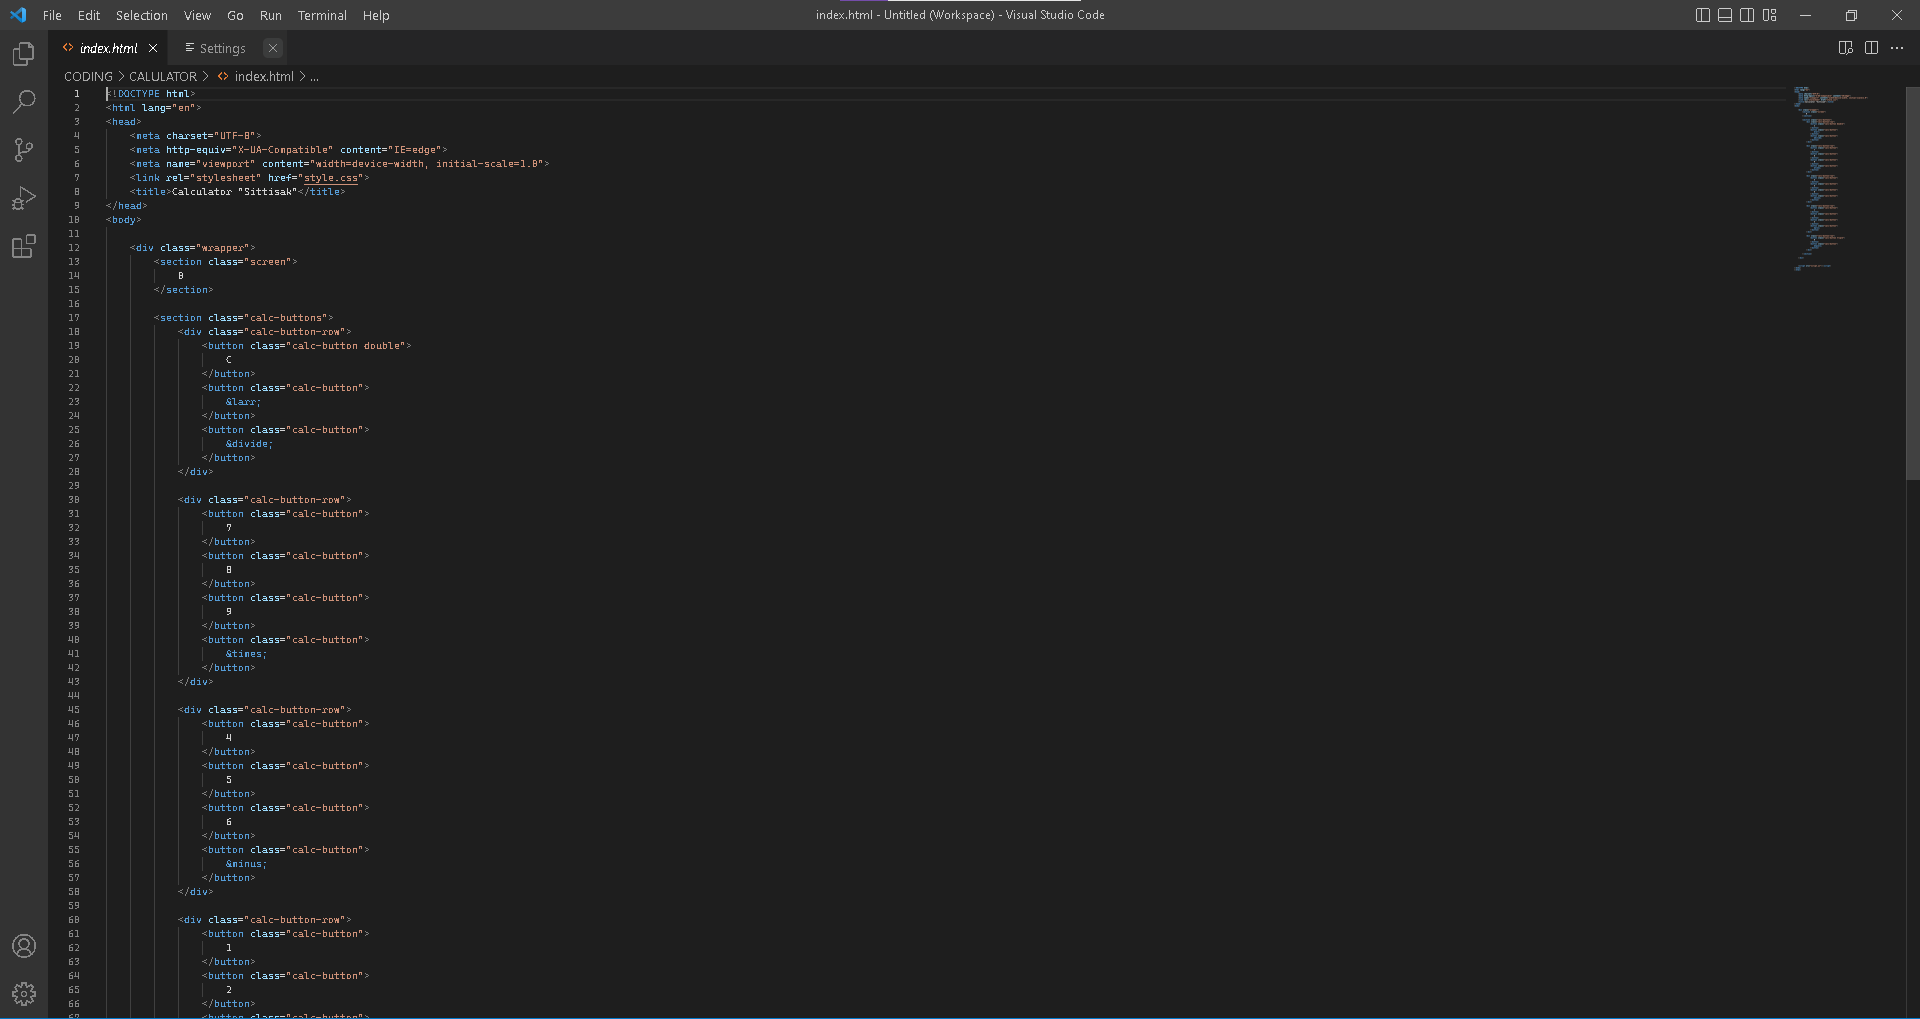 File Edit Selection View Go Run Terminal Help
index.html - Untitled (Workspace) - Visual Studio Code
index.html
Settings
CODING > CALULATOR > index.html > ...
1 <!DOCTYPE html>
2 <html lang="en">
3 <head>
4 <meta charset="UTF-8">
5 <meta http-equiv="X-UA-Compatible" content="IE=edge">
6 <meta name="viewport" content="width=device-width, initial-scale=1.0">
7 <link rel="stylesheet" href="style.css">
8 <title>Calculator "Sittisak"</title>
9 </head>
10 <body>
11
12 <div class="wrapper">
13 <section class="screen">
14 0
15 </section>
16
17 <section class="calc-buttons">
18 <div class="calc-button-row">
19 <button class="calc-button double">
20 C
21 </button>
22 <button class="calc-button">
23 &larr;
24 </button>
25 <button class="calc-button">
26 &divide;
27 </button>
28 </div>
29
30 <div class="calc-button-row">
31 <button class="calc-button">
32 7
33 </button>
34 <button class="calc-button">
35 8
36 </button>
37 <button class="calc-button">
38 9
39 </button>
40 <button class="calc-button">
41 &times;
42 </button>
43 </div>
44
45 <div class="calc-button-row">
46 <button class="calc-button">
47 4
48 </button>
49 <button class="calc-button">
50 5
51 </button>
52 <button class="calc-button">
53 6
54 </button>
55 <button class="calc-button">
56 &minus;
57 </button>
58 </div>
59
60 <div class="calc-button-row">
61 <button class="calc-button">
62 1
63 </button>
64 <button class="calc-button">
65 2
66 </button>
67 <button class="calc-button">